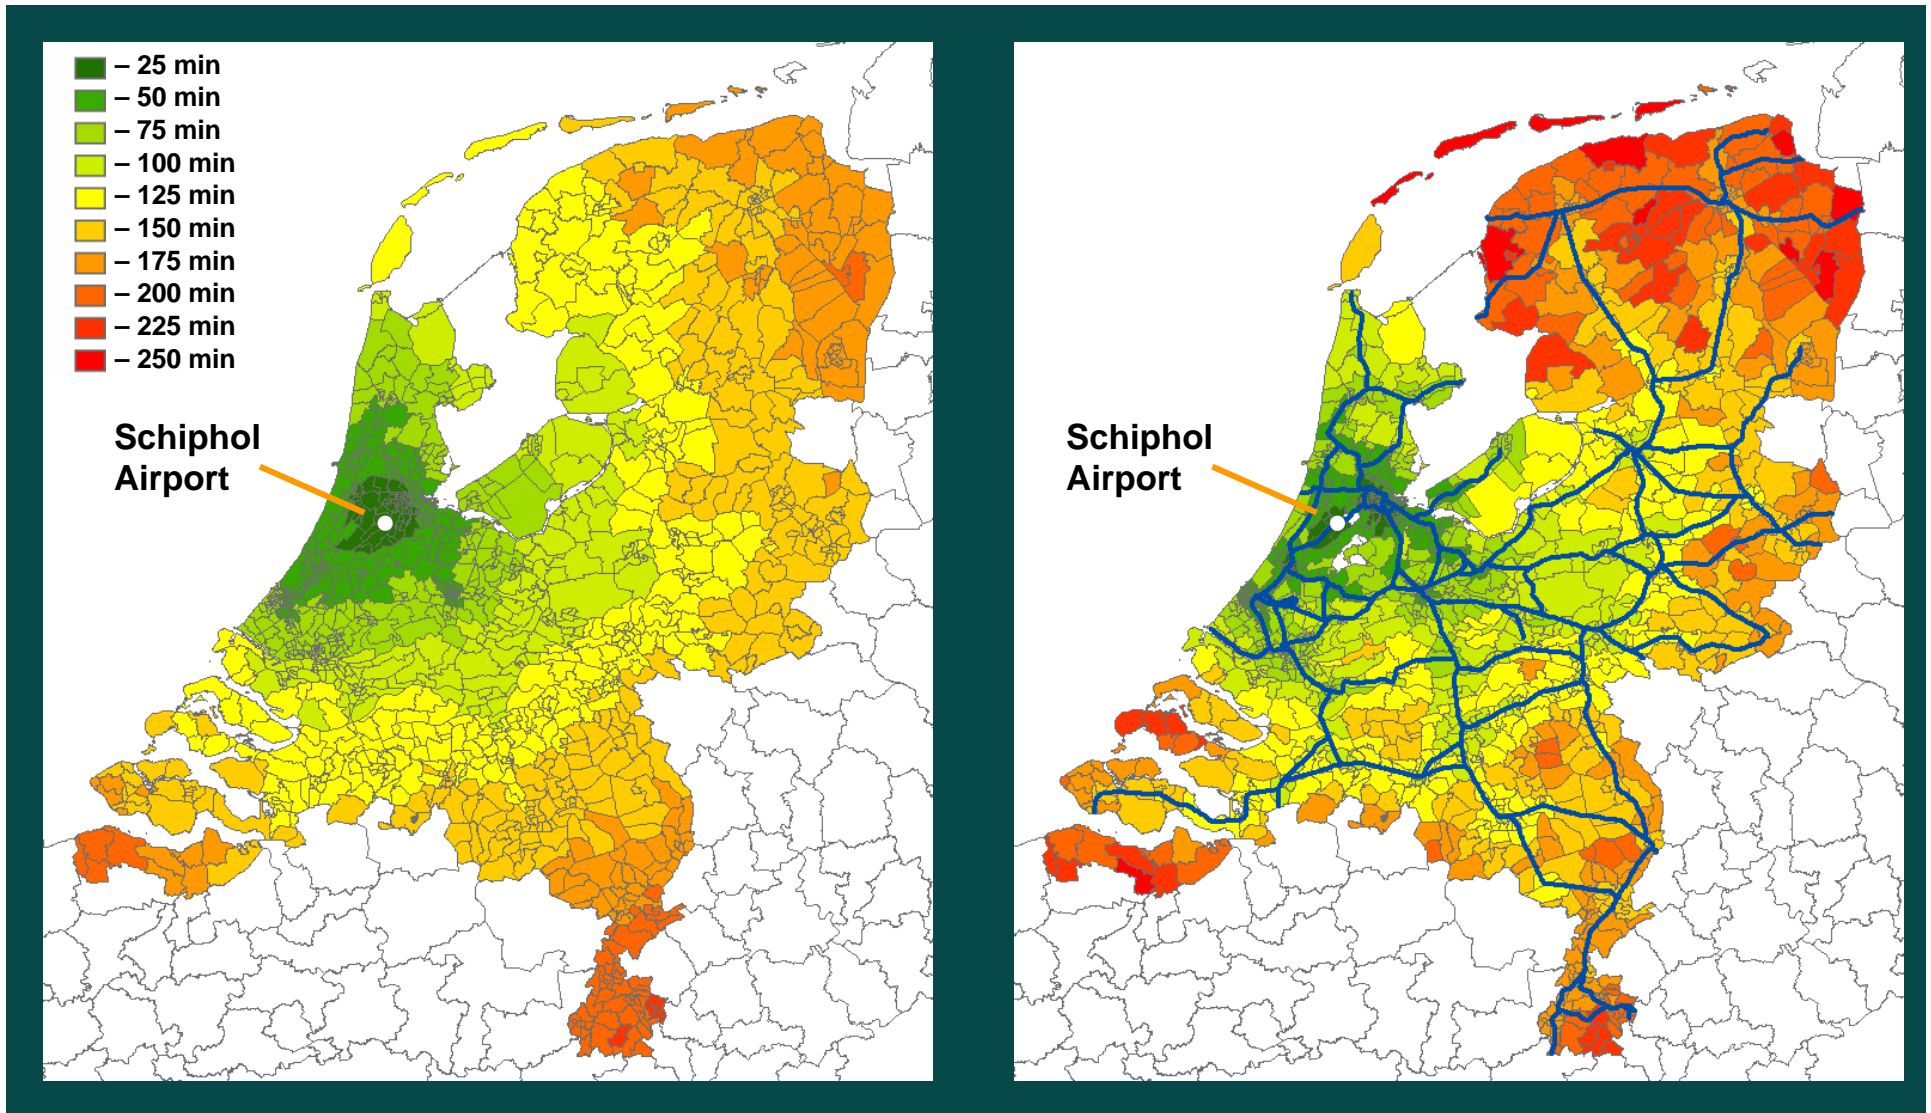 – 25 min
– 50 min
– 75 min
– 100 min
– 125 min
– 150 min
– 175 min
– 200 min
– 225 min
– 250 min
Schiphol
Airport
Schiphol
Airport